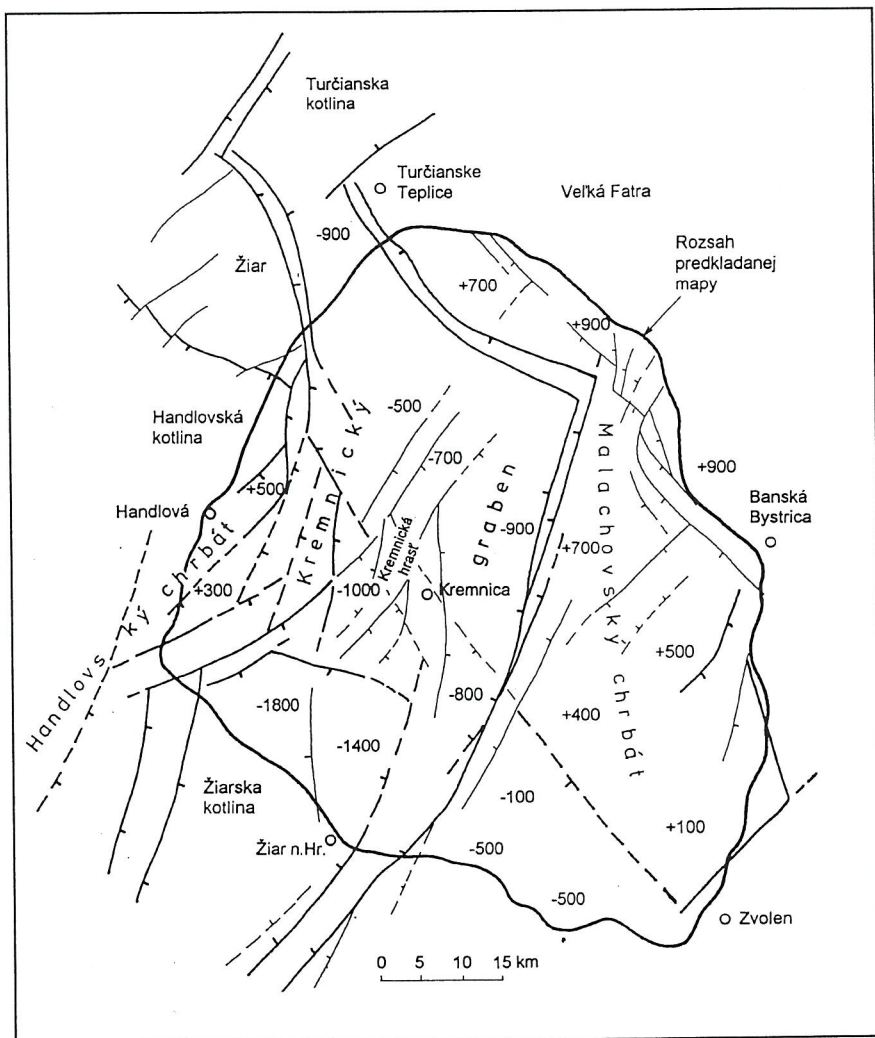 Turčianska
kotlina
Turčianske
Teplice
Veľká Fatra
-900
Rozsah
predkladanej
mapy
Žiar
+700
+900
Handlovská
kotlina
-500
-700
+900
Handlová
+500
Banská
Bystrica
-900
+700
Kremnický
graben
Malachovský chrbát
Kremnická
hrasť
+300
-1000
Kremnica
Handlovs ký chrbát
+500
-800
-1800
+400
-1400
Žiarska
kotlina
-100
+100
Žiar n.Hr.
-500
-500
Zvolen
0 5 10 15 km